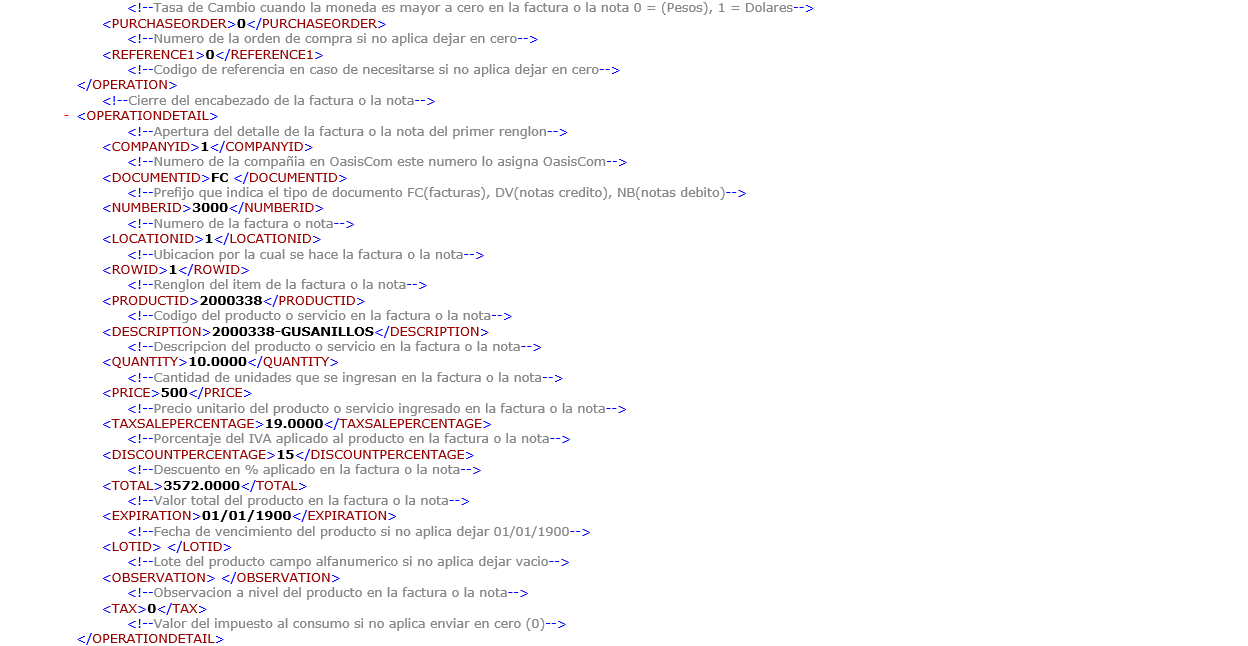 <!--Tasa de Cambio cuando la moneda es mayor a cero en la factura o la nota 0 = (Pesos), 1 = Dolares-->
<PURCHASEORDER>0</PURCHASEORDER>
<!--Numero de la orden de compra si no aplica dejar en cero-->
<REFERENCE1>0</REFERENCE1>
<!--Codigo de referencia en caso de necesitarse si no aplica dejar en cero-->
</OPERATION>
<!--Cierre del encabezado de la factura o la nota-->
- <OPERATIONDETAIL>
<!--Apertura del detalle de la factura o la nota del primer renglon-->
<COMPANYID>1</COMPANYID>
<!--Numero de la compañia en OasisCom este numero lo asigna OasisCom-->
<DOCUMENTID>FC </DOCUMENTID>
<!--Prefijo que indica el tipo de documento FC(facturas), DV(notas credito), NB(notas debito)-->
<NUMBERID>3000</NUMBERID>
<!--Numero de la factura o nota-->
<LOCATIONID>1</LOCATIONID>
<!--Ubicacion por la cual se hace la factura o la nota-->
<ROWID>1</ROWID>
<!--Renglon del item de la factura o la nota-->
<PRODUCTID>2000338</PRODUCTID>
<!--Codigo del producto o servicio en la factura o la nota-->
<DESCRIPTION>2000338-GUSANILLOS</DESCRIPTION>
<!--Descripcion del producto o servicio en la factura o la nota-->
<QUANTITY>10.0000</QUANTITY>
<!--Cantidad de unidades que se ingresan en la factura o la nota-->
<PRICE>500</PRICE>
<!--Precio unitario del producto o servicio ingresado en la factura o la nota-->
<TAXSALEPERCENTAGE>19.0000</TAXSALEPERCENTAGE>
<!--Porcentaje del IVA aplicado al producto en la factura o la nota-->
<DISCOUNTPERCENTAGE>15</DISCOUNTPERCENTAGE>
<!--Descuento en % aplicado en la factura o la nota-->
<TOTAL>3572.0000</TOTAL>
<!--Valor total del producto en la factura o la nota-->
<EXPIRATION>01/01/1900</EXPIRATION>
<!--Fecha de vencimiento del producto si no aplica dejar 01/01/1900-->
<LOTID> </LOTID>
<!--Lote del producto campo alfanumerico si no aplica dejar vacio-->
<OBSERVATION> </OBSERVATION>
<!--Observacion a nivel del producto en la factura o la nota-->
<TAX>0</TAX>
<!--Valor del impuesto al consumo si no aplica enviar en cero (0)-->
</OPERATIONDETAIL>